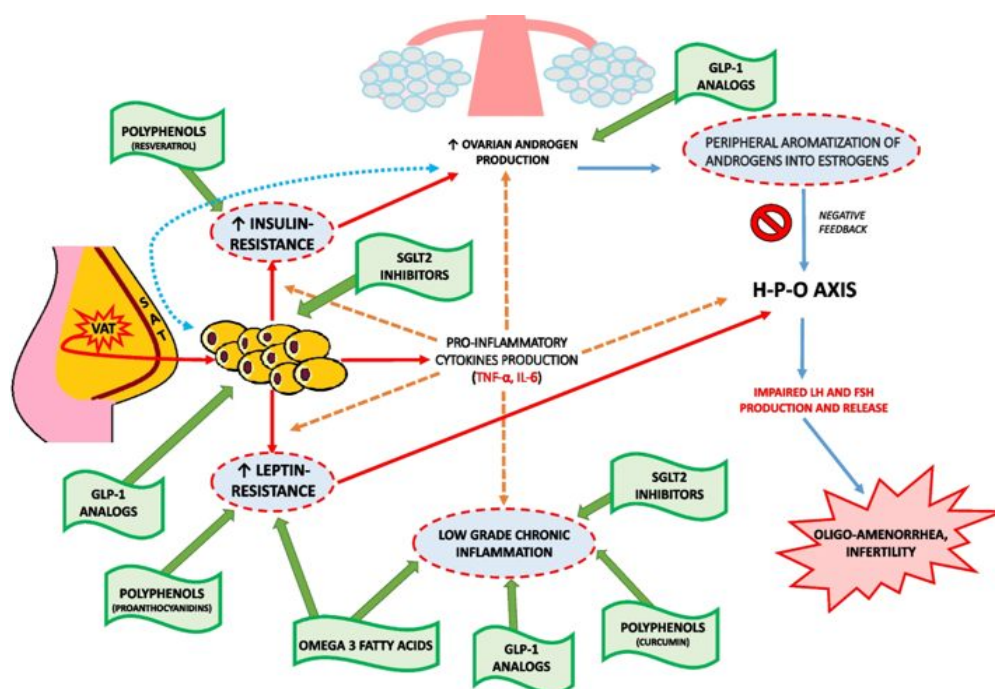 GLP-1
ANALOGS
POLYPHENOLS
(RESVERATROL)
↑ OVARIAN ANDROGEN
PRODUCTION
PERIPHERAL AROMATIZATION OF
ANDROGENS INTO ESTROGENS
↑ INSULIN-
RESISTANCE
NEGATIVE
FEEDBACK
SGLT2
INHIBITORS
H-P-O AXIS
SAT
VAT
PRO-INFLAMMATORY
CYTOKINES PRODUCTION
(TNF-α, IL-6)
IMPAIRED LH AND FSH
PRODUCTION AND RELEASE
↑ LEPTIN-
RESISTANCE
GLP-1
ANALOGS
SGLT2
INHIBITORS
LOW GRADE CHRONIC
INFLAMMATION
OLIGO-AMENORRHEA,
INFERTILITY
POLYPHENOLS
(PROANTHOCYANIDINS)
OMEGA 3 FATTY ACIDS
GLP-1
ANALOGS
POLYPHENOLS
(CURCUMIN)